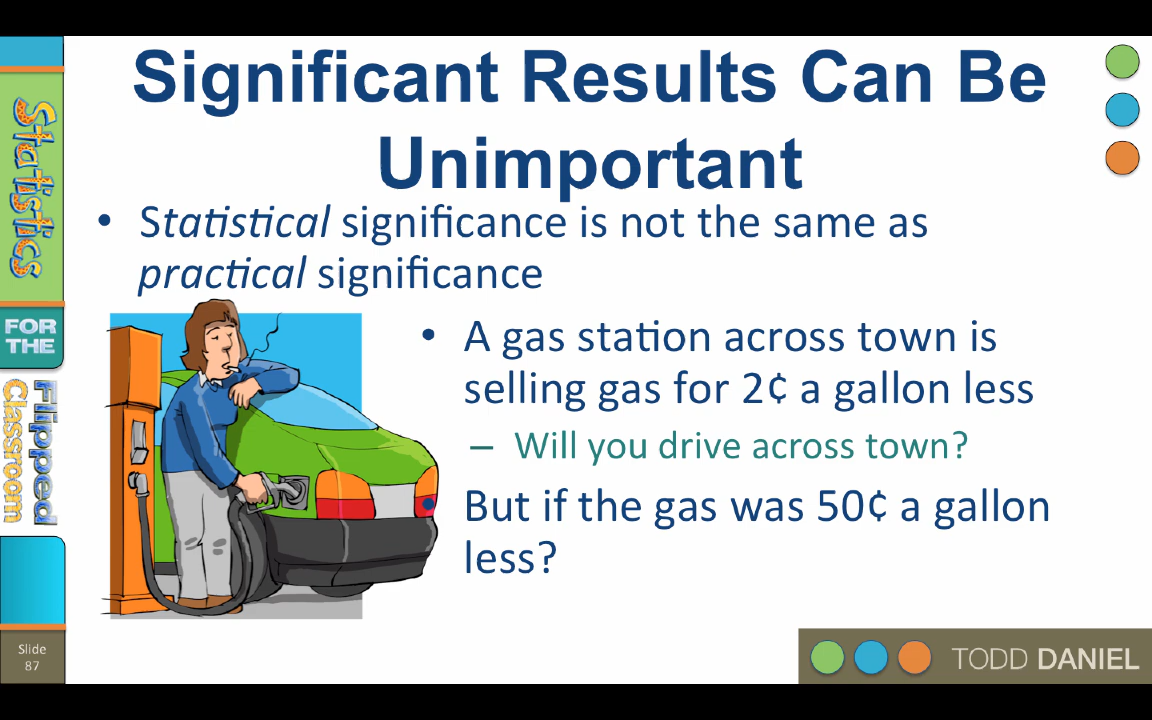 Significant Results Can Be
Unimportant
• Statistical significance is not the same as
practical significance
• A gas station across town is
selling gas for 2¢ a gallon less
– Will you drive across town?
• But if the gas was 50¢ a gallon
less?
Statistics
FOR
THE
Flipped
Classroom
Slide
87
TODD DANIEL